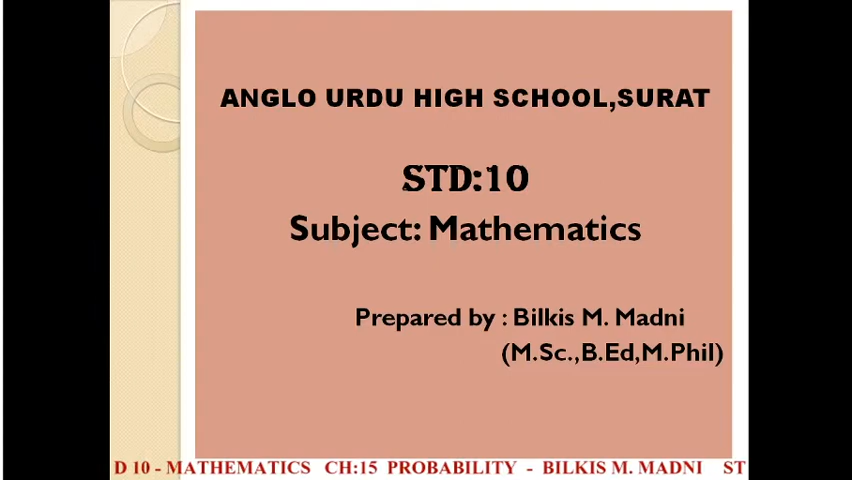 ANGLO URDU HIGH SCHOOL,SURAT
STD:10
Subject: Mathematics
Prepared by : Bilkis M. Madni
(M.Sc.,B.Ed,M.Phil)
D 10 - MATHEMATICS CH:15 PROBABILITY - BILKIS M. MADNI ST